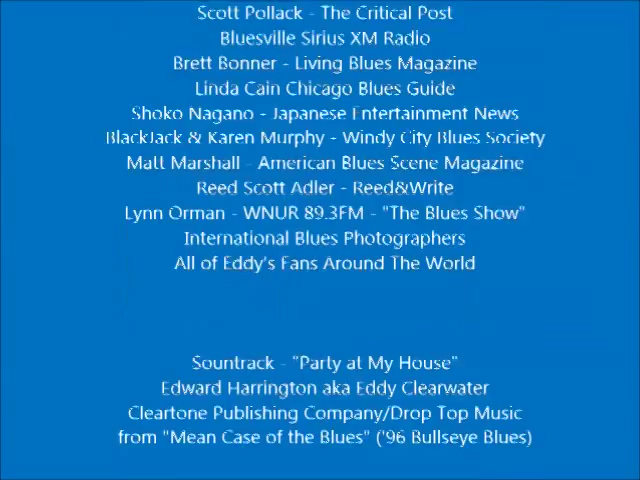 Scott Pollack - The Critical Post
Bluesville Sirius XM Radio
Brett Bonner - Living Blues Magazine
Linda Cain Chicago Blues Guide
Shoko Nagano - Japanese Entertainment News
BlackJack & Karen Murphy - Windy City Blues Society
Matt Marshall - American Blues Scene Magazine
Reed Scott Adler - Reed&Write
Lynn Orman - WNUR 89.3FM - "The Blues Show"
International Blues Photographers
All of Eddy's Fans Around The World
Sountrack - "Party at My House"
Edward Harrington aka Eddy Clearwater
Cleartone Publishing Company/Drop Top Music
from "Mean Case of the Blues" ('96 Bullseye Blues)